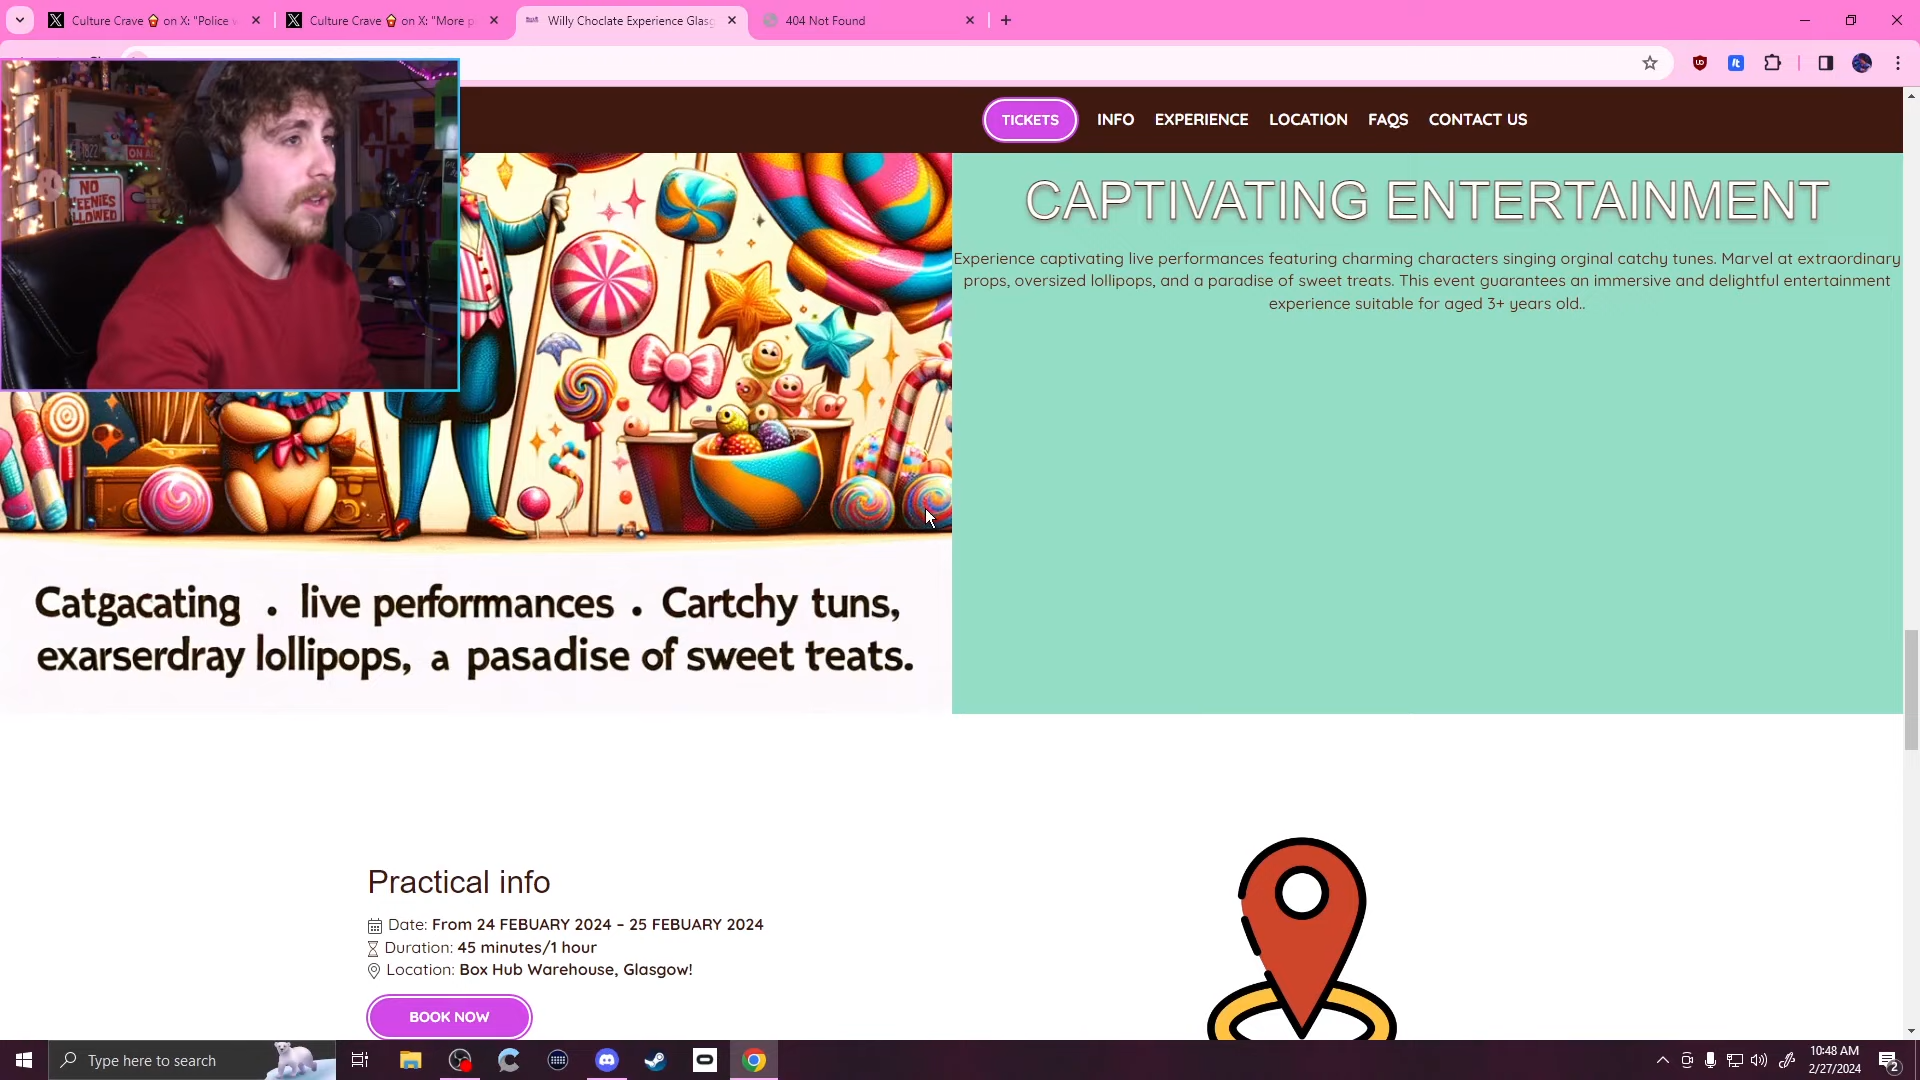 Culture Crave on X: "Police
Culture Crave on X: "More p
Willy Choclate Experience Glasg
404 Not Found
TICKETS INFO EXPERIENCE LOCATION FAQS CONTACT US
NO
EENIES
LLOWED
CAPTIVATING ENTERTAINMENT
Experience captivating live performances featuring charming characters singing orginal catchy tunes. Marvel at extraordinary
props, oversized lollipops, and a paradise of sweet treats. This event guarantees an immersive and delightful entertainment
experience suitable for aged 3+ years old..
Catgacating . live performances . Cartchy tuns,
exarserdray lollipops, a pasadise of sweet treats.
Practical info
Date: From 24 FEBUARY 2024 – 25 FEBUARY 2024
Duration: 45 minutes/1 hour
Location: Box Hub Warehouse, Glasgow!
BOOK NOW
Type here to search
10:48 AM
2/27/2024
2